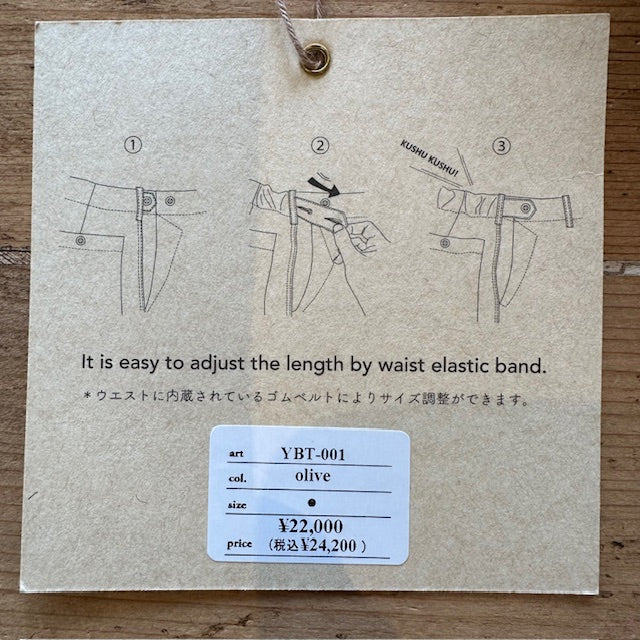 ① ② ③
KUSHU KUSHU!
It is easy to adjust the length by waist elastic band.
＊ウエストに内蔵されているゴムベルトによりサイズ調整ができます。
art YBT-001
col. olive
size ●
¥22,000
price (税込¥24,200 )